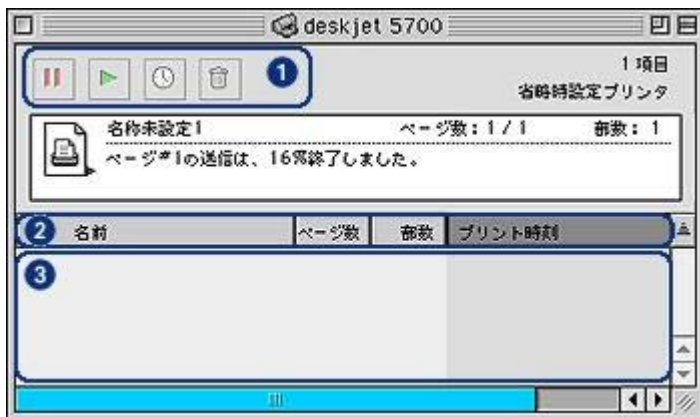 deskjet 5700
1
1 項目
省略時設定プリンタ
名称未設定1 ページ数：1 / 1 部数：1
ページ#1の送信は、16%終了しました。
2 名前 ページ数 部数 プリント時刻
3